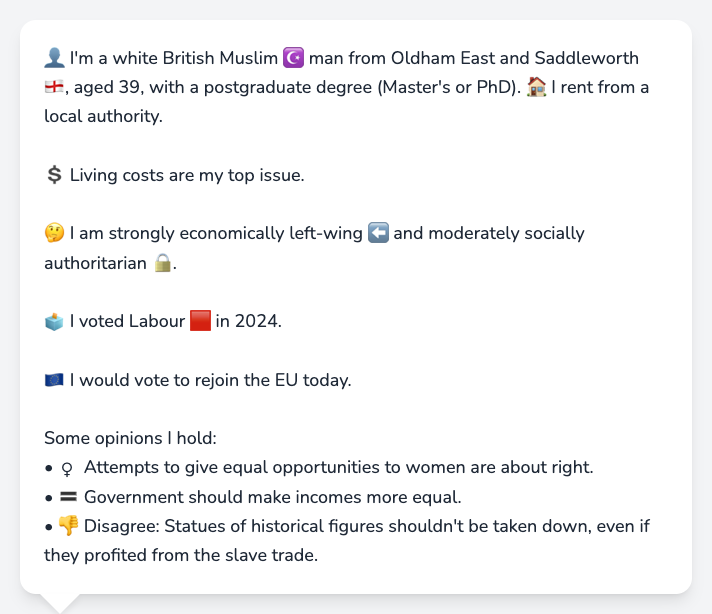 👤 I'm a white British Muslim ☪️ man from Oldham East and Saddleworth
🏴󠁧󠁢󠁥󠁮󠁧󠁿, aged 39, with a postgraduate degree (Master's or PhD). 🏠 I rent from a
local authority.
💲 Living costs are my top issue.
🤔 I am strongly economically left-wing ⬅️ and moderately socially
authoritarian 🔒.
🗳️ I voted Labour 🟥 in 2024.
🇪🇺 I would vote to rejoin the EU today.
Some opinions I hold:
• ♀ Attempts to give equal opportunities to women are about right.
• 🟰 Government should make incomes more equal.
• 👎 Disagree: Statues of historical figures shouldn't be taken down, even if
they profited from the slave trade.